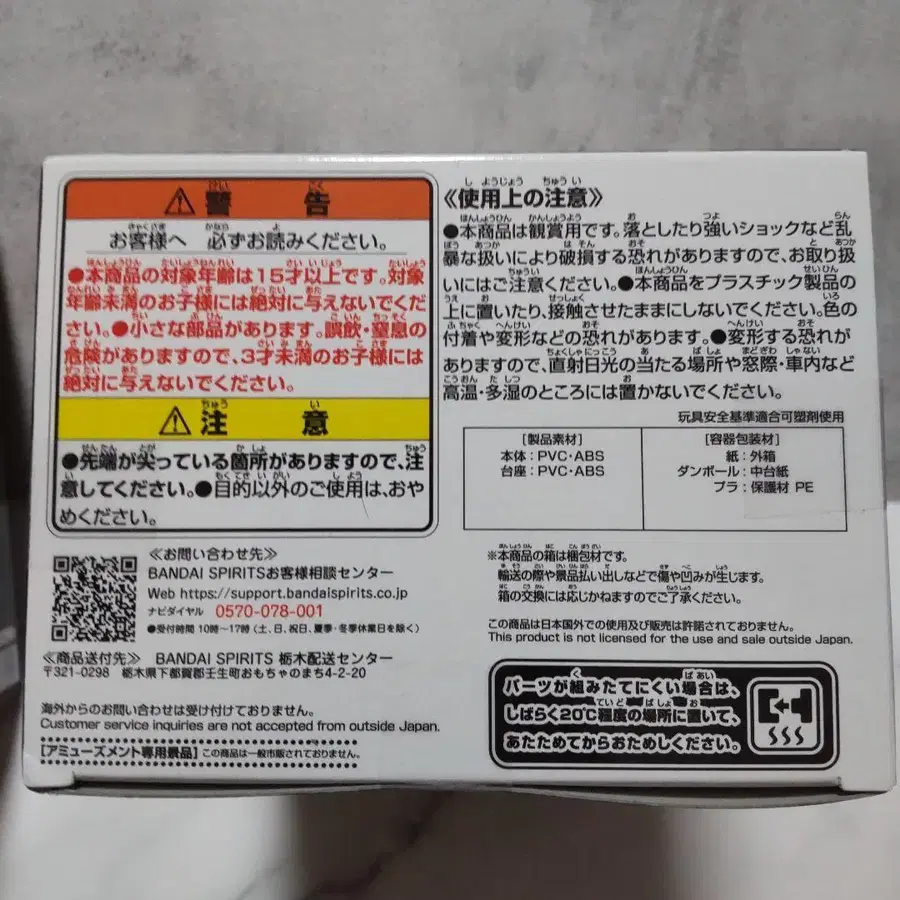 警告
お客様へ 必ずお読みください。
●本商品の対象年齢は15才以上です。対象
年齢未満のお子様には絶対に与えないでくだ
さい。●小さな部品があります。誤飲・窒息の
危険がありますので、3才未満のお子様には
絶対に与えないでください。
注意
●先端が尖っている箇所がありますので、注
意してください。●目的以外のご使用は、おや
めください。
≪お問い合わせ先≫
BANDAI SPIRITSお客様相談センター
Web https://support.bandaispirits.co.jp
ナビダイヤル 0570-078-001
●受付時間 10時〜17時(土、日、祝日、夏季・冬季休業日を除く)
≪商品送付先≫ BANDAI SPIRITS 栃木配送センター
〒321-0298 栃木県下都賀郡壬生町おもちゃのまち4-2-20
海外からのお問い合わせは受け付けておりません。
Customer service inquiries are not accepted from outside Japan.
[アミューズメント専用景品] この商品は一般市販されておりません。
≪使用上の注意≫
●本商品は観賞用です。落としたり強いショックなど乱
暴な扱いにより破損する恐れがありますので、お取り扱
いにはご注意ください。●本商品をプラスチック製品の
上に置いたり、接触させたままにしないでください。色の
付着や変形などの恐れがあります。●変形する恐れが
ありますので、直射日光の当たる場所や窓際・車内など
高温・多湿のところには置かないでください。
玩具安全基準適合可塑剤使用
[製品素材]
本体:PVC・ABS
台座:PVC・ABS
[容器包装材]
紙:外箱
ダンボール:中台紙
プラ:保護材 PE
※本商品の箱は梱包材です。
輸送の際や景品払い出しなどで傷や凹みが生じます。
箱の交換には応じかねますのでご了承ください。
この商品は日本国外での使用及び販売は許諾されておりません。
This product is not licensed for the use and sale outside Japan.
パーツが組みたてにくい場合は、
しばらく20℃程度の場所に置いて、
あたためてからおためしください。